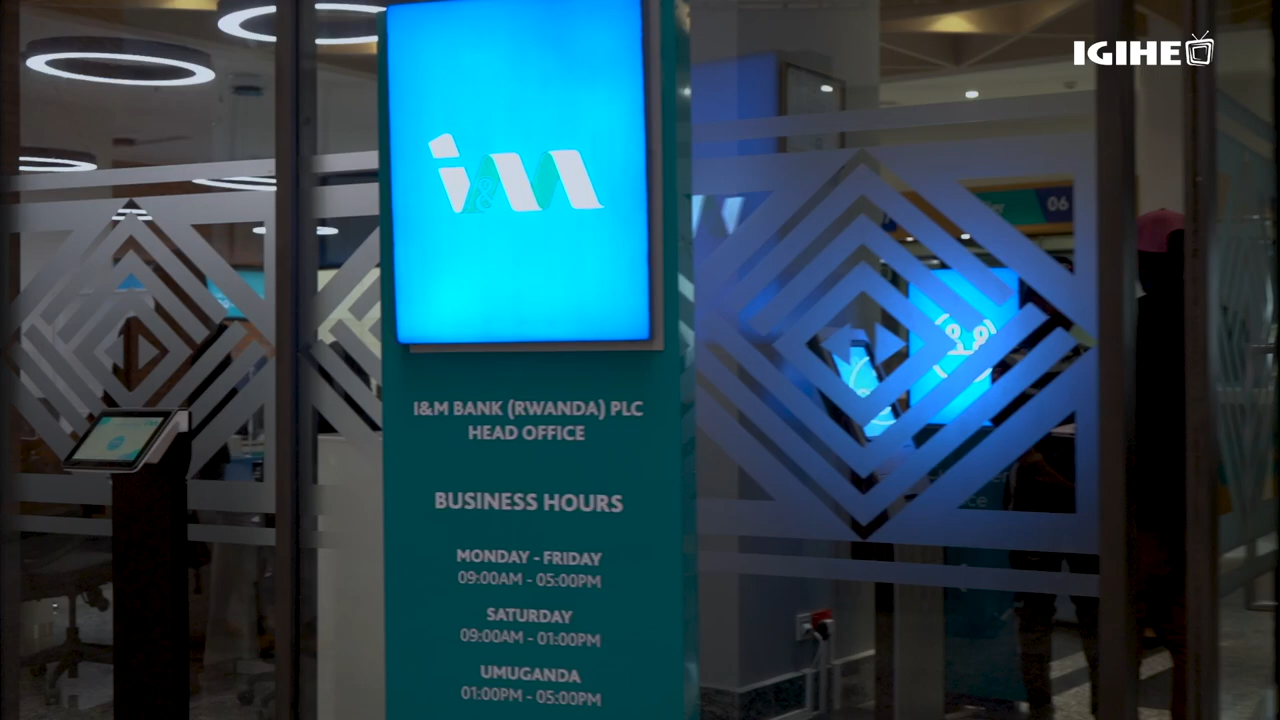 IGIHE
i&m
06
I&M BANK (RWANDA) PLC
HEAD OFFICE
BUSINESS HOURS
MONDAY - FRIDAY
09:00AM - 05:00PM
SATURDAY
09:00AM - 01:00PM
UMUGANDA
01:00PM - 05:00PM